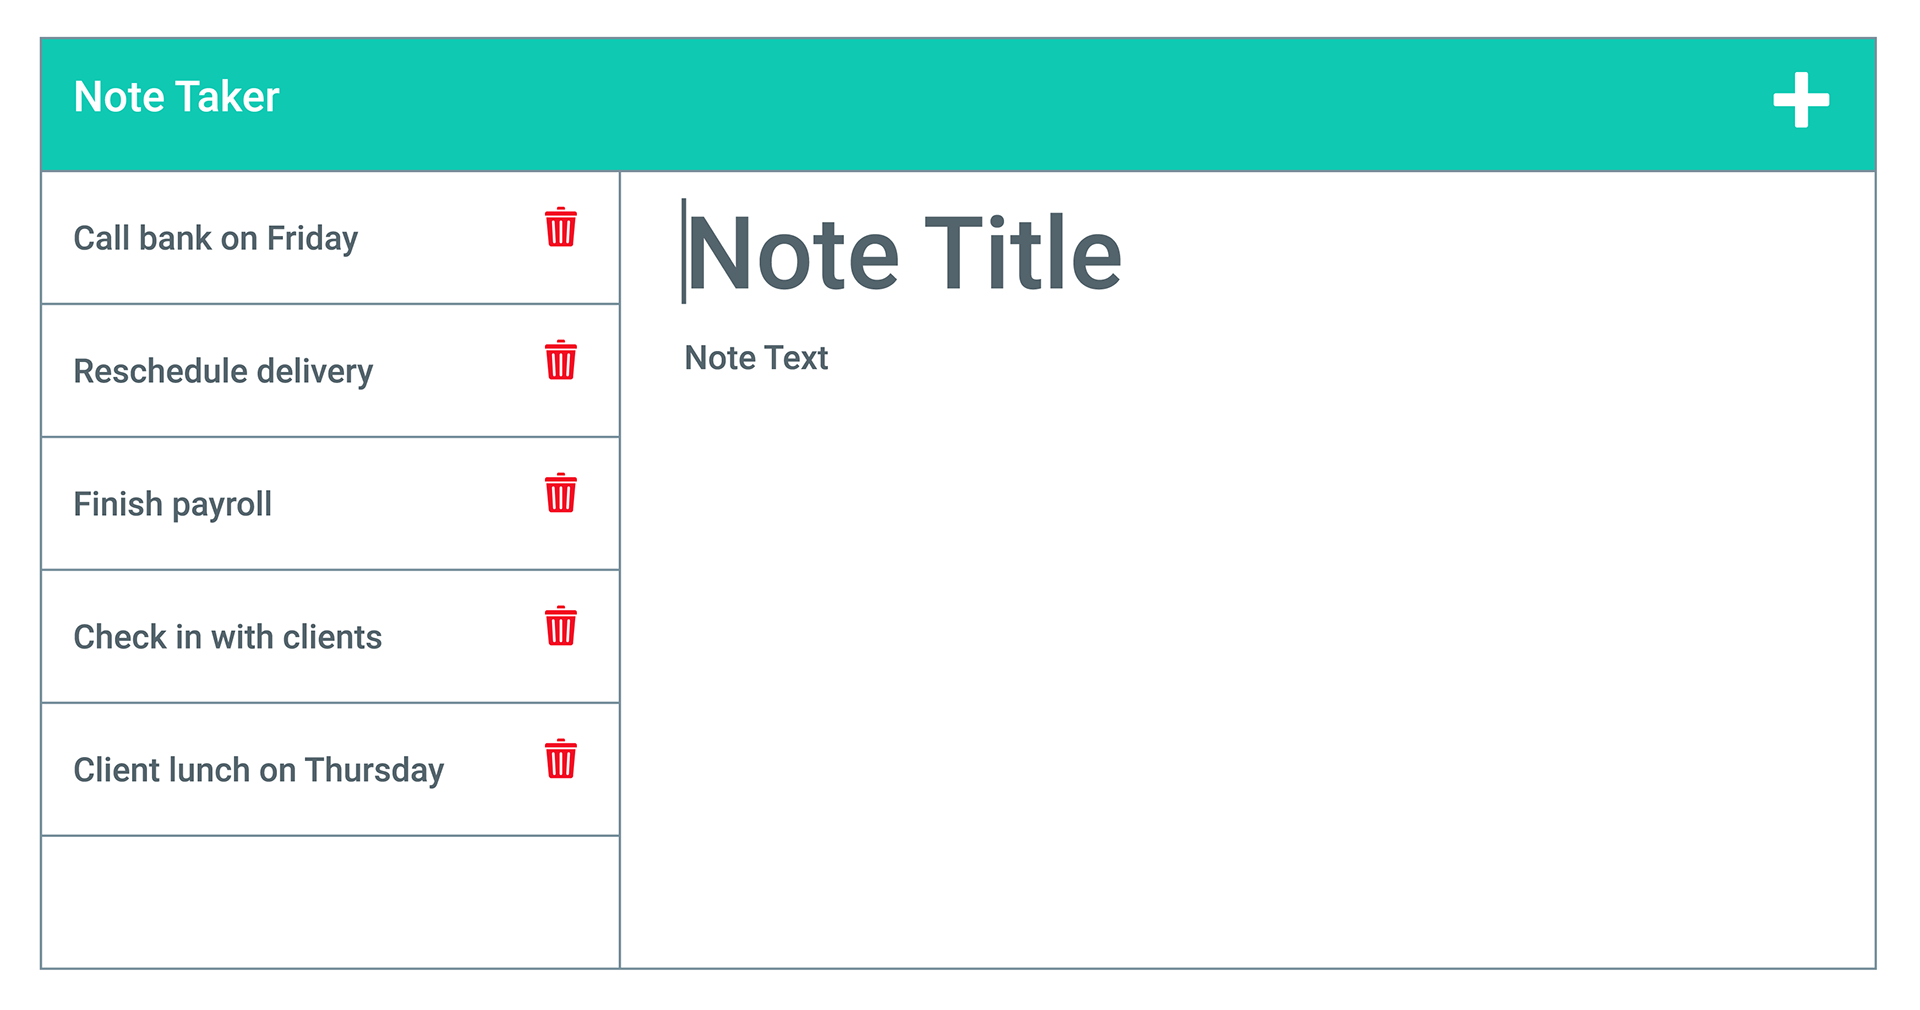 Note Taker
Call bank on Friday
Reschedule delivery
Finish payroll
Check in with clients
Client lunch on Thursday
Note Title
Note Text